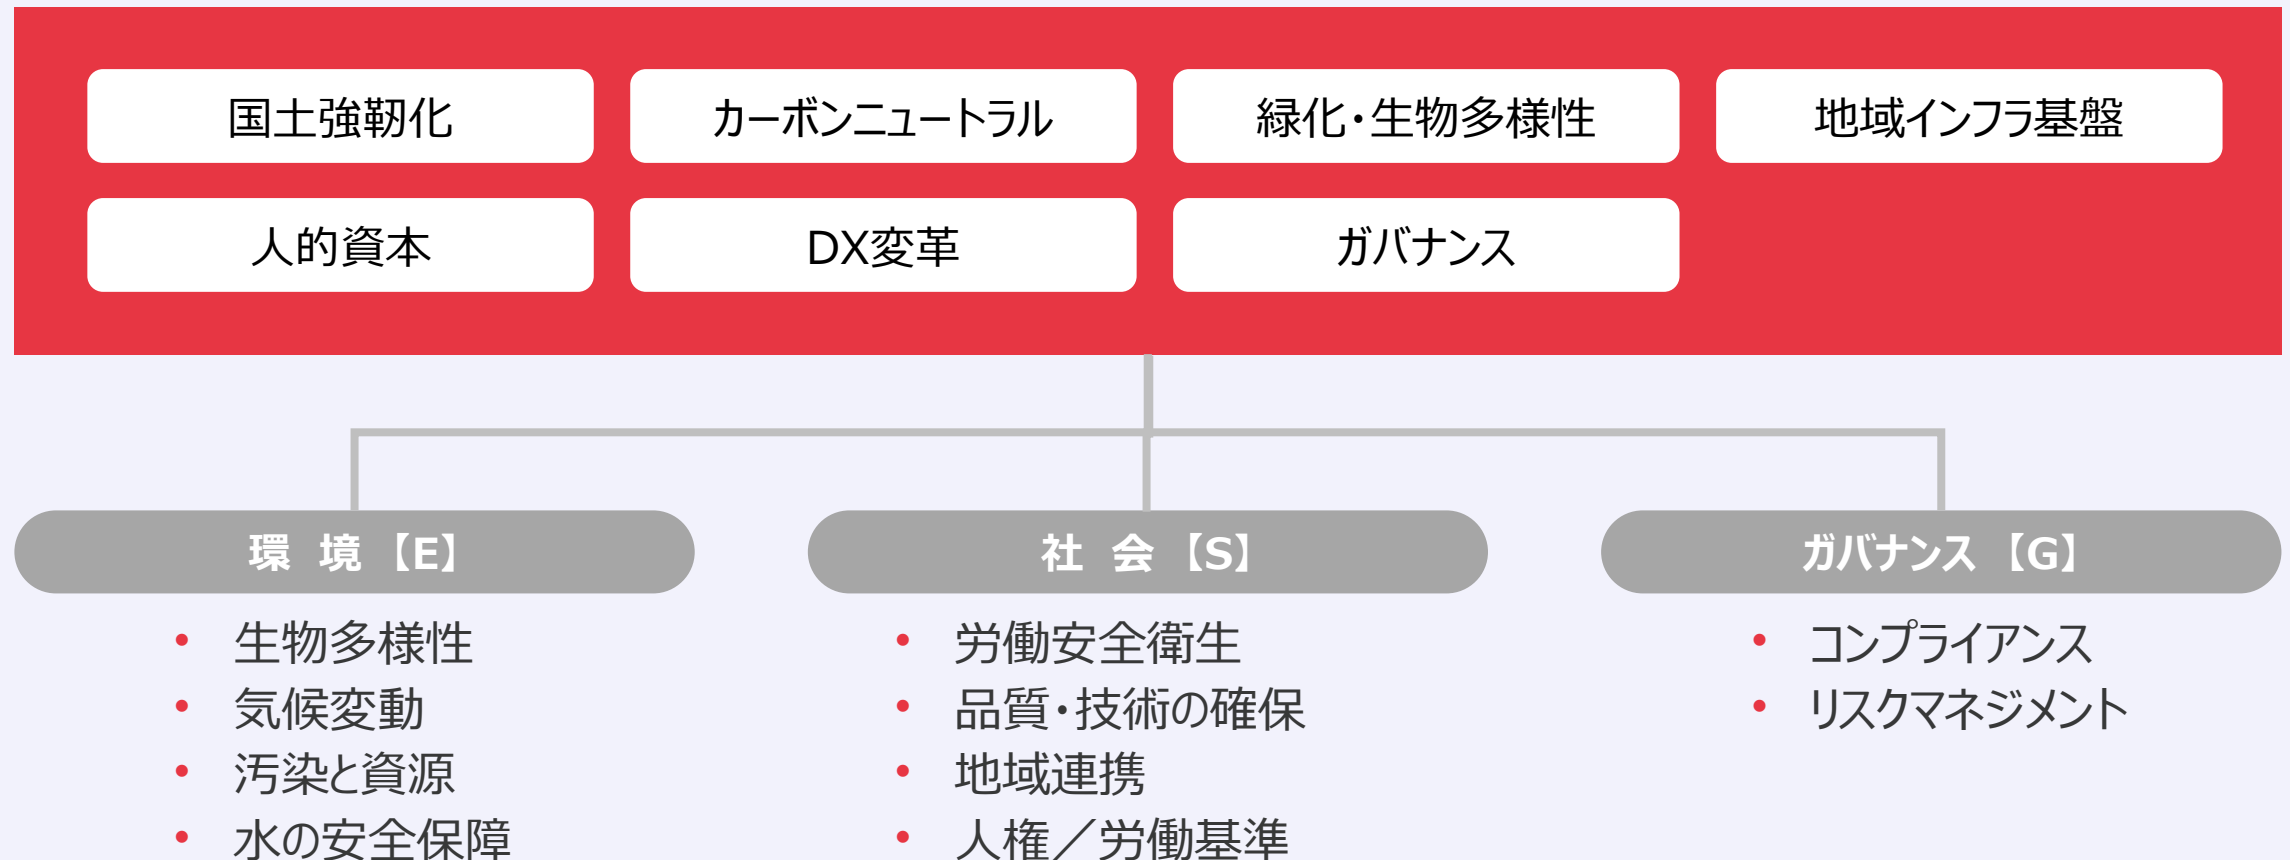 国土強靭化
カーボンニュートラル
緑化・生物多様性
地域インフラ基盤
人的資本
DX変革
ガバナンス
環 境【E】
• 生物多様性
• 気候変動
• 汚染と資源
• 水の安全保障
社 会【S】
• 労働安全衛生
• 品質・技術の確保
• 地域連携
• 人権／労働基準
ガバナンス【G】
• コンプライアンス
• リスクマネジメント